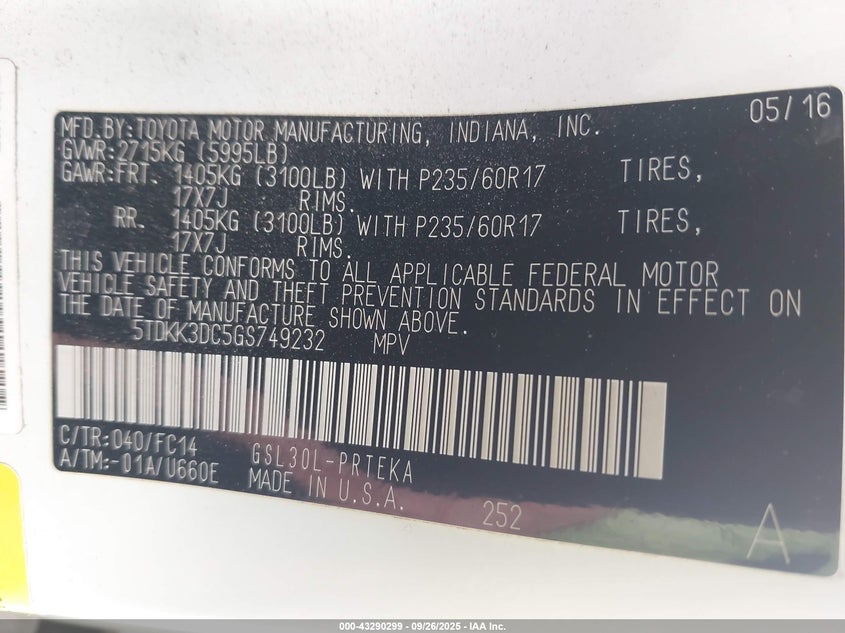 05/16
MFD.BY:TOYOTA MOTOR MANUFACTURING, INDIANA, INC.
GVWR:2715KG (5995LB)
GAWR:FRT. 1405KG (3100LB) WITH P235/60R17 TIRES,
17X7J RIMS.
RR. 1405KG (3100LB) WITH P235/60R17 TIRES,
17X7J RIMS.
THIS VEHICLE CONFORMS TO ALL APPLICABLE FEDERAL MOTOR
VEHICLE SAFETY AND THEFT PREVENTION STANDARDS IN EFFECT ON
THE DATE OF MANUFACTURE SHOWN ABOVE.
5TDKK3DC5GS749232 MPV
C/TR:040/FC14 GSL30L-PRTEKA
A/TM:-01A/U660E MADE IN U.S.A.
252 A
000-43290299 - 09/26/2025 - IAA Inc.